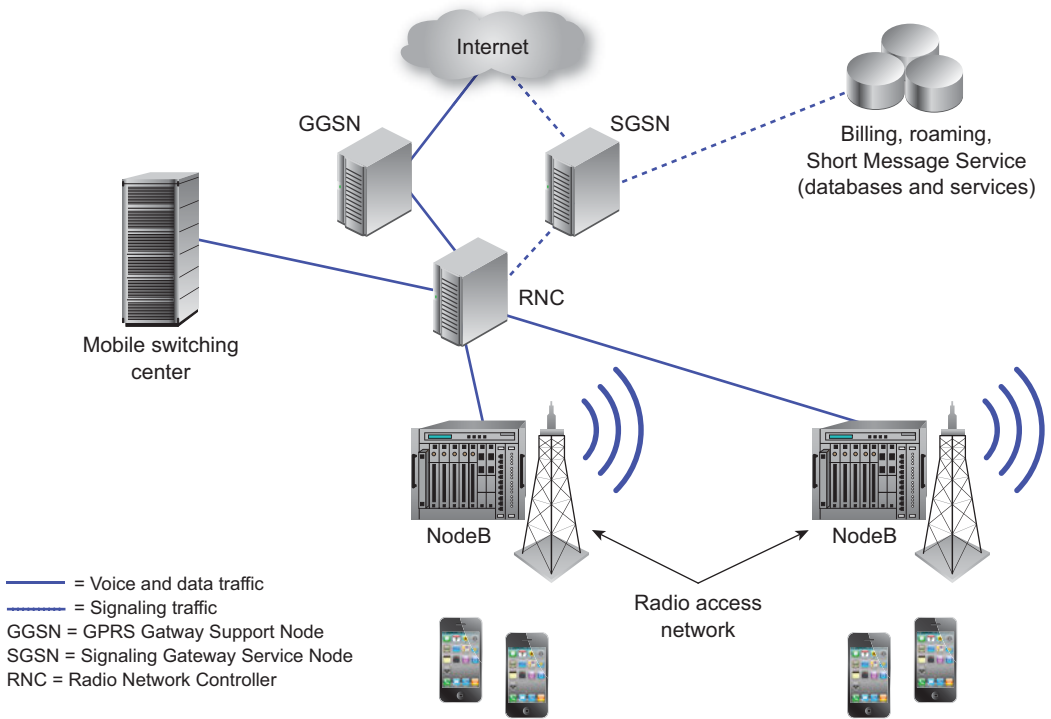 Internet
GGSN
SGSN
Billing, roaming,
Short Message Service
(databases and services)
RNC
Mobile switching
center
NodeB
NodeB
Radio access
network
= Voice and data traffic
= Signaling traffic
GGSN = GPRS Gatway Support Node
SGSN = Signaling Gateway Service Node
RNC = Radio Network Controller